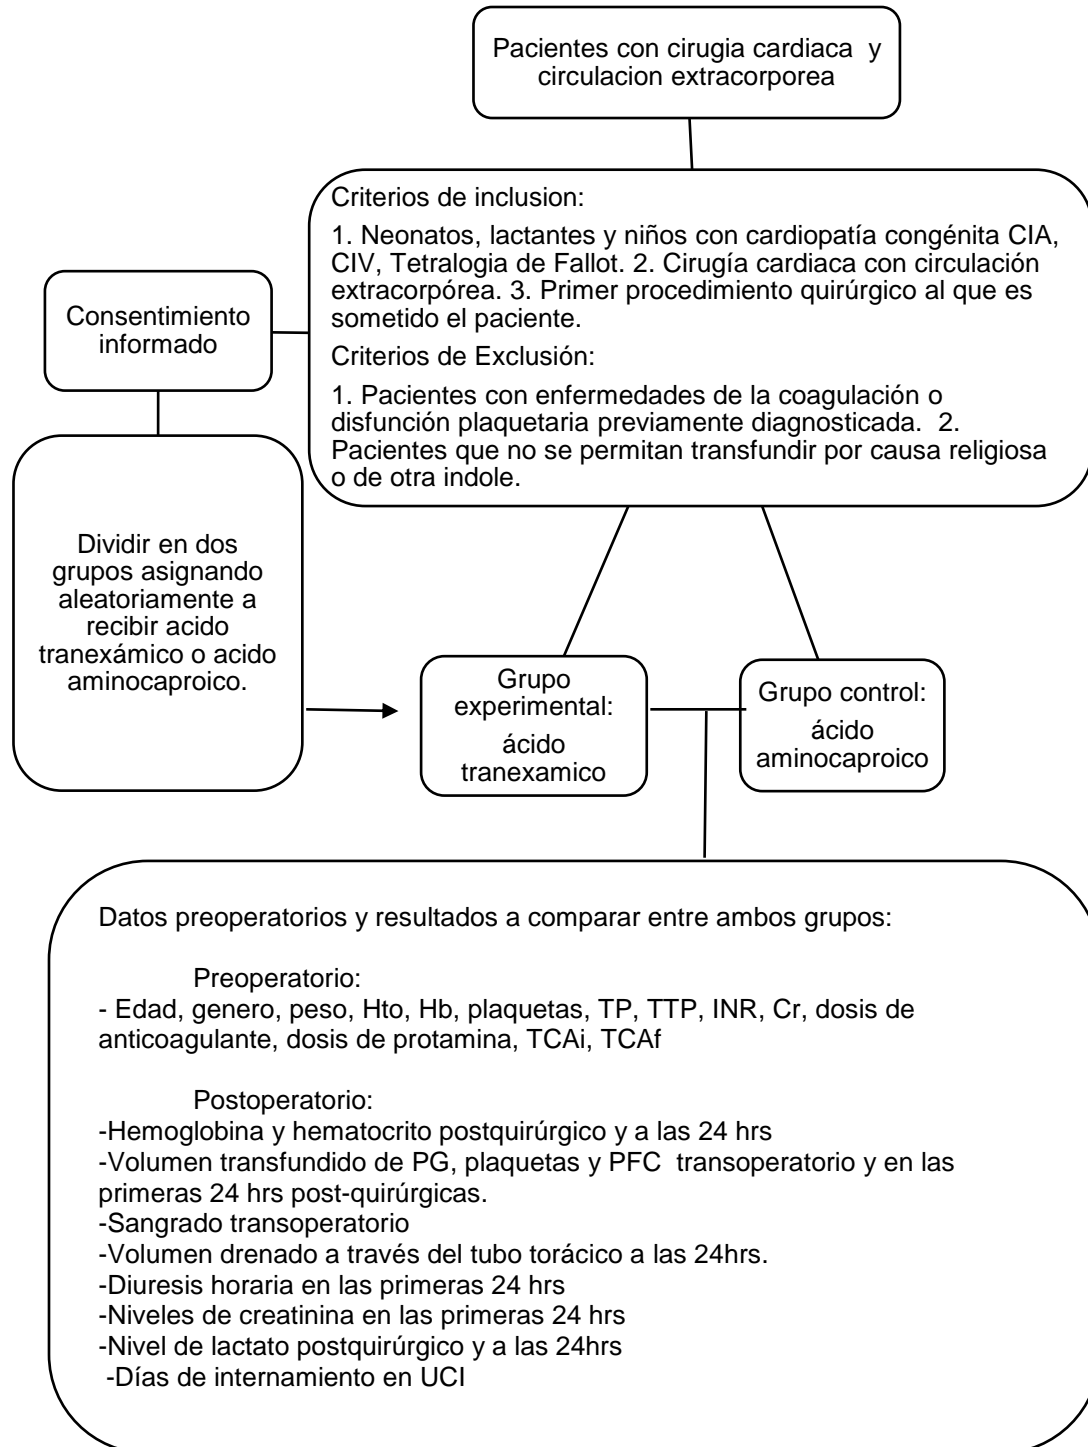 Pacientes con cirugia cardiaca  y
circulacion extracorporea
Criterios de inclusion:
1. Neonatos, lactantes y niños con cardiopatía congénita CIA,
CIV, Tetralogia de Fallot. 2. Cirugía cardiaca con circulación
extracorpórea. 3. Primer procedimiento quirúrgico al que es
sometido el paciente.
Criterios de Exclusión:
1. Pacientes con enfermedades de la coagulación o
disfunción plaquetaria previamente diagnosticada.  2.
Pacientes que no se permitan transfundir por causa religiosa
o de otra indole.
Consentimiento
informado
Dividir en dos
grupos asignando
aleatoriamente a
recibir acido
tranexámico o acido
aminocaproico.
Grupo
experimental:
ácido
tranexamico
Grupo control:
ácido
aminocaproico
Datos preoperatorios y resultados a comparar entre ambos grupos:
Preoperatorio:
- Edad, genero, peso, Hto, Hb, plaquetas, TP, TTP, INR, Cr, dosis de
anticoagulante, dosis de protamina, TCAi, TCAf
Postoperatorio:
-Hemoglobina y hematocrito postquirúrgico y a las 24 hrs
-Volumen transfundido de PG, plaquetas y PFC  transoperatorio y en las
primeras 24 hrs post-quirúrgicas.
-Sangrado transoperatorio
-Volumen drenado a través del tubo torácico a las 24hrs.
-Diuresis horaria en las primeras 24 hrs
-Niveles de creatinina en las primeras 24 hrs
-Nivel de lactato postquirúrgico y a las 24hrs
-Días de internamiento en UCI